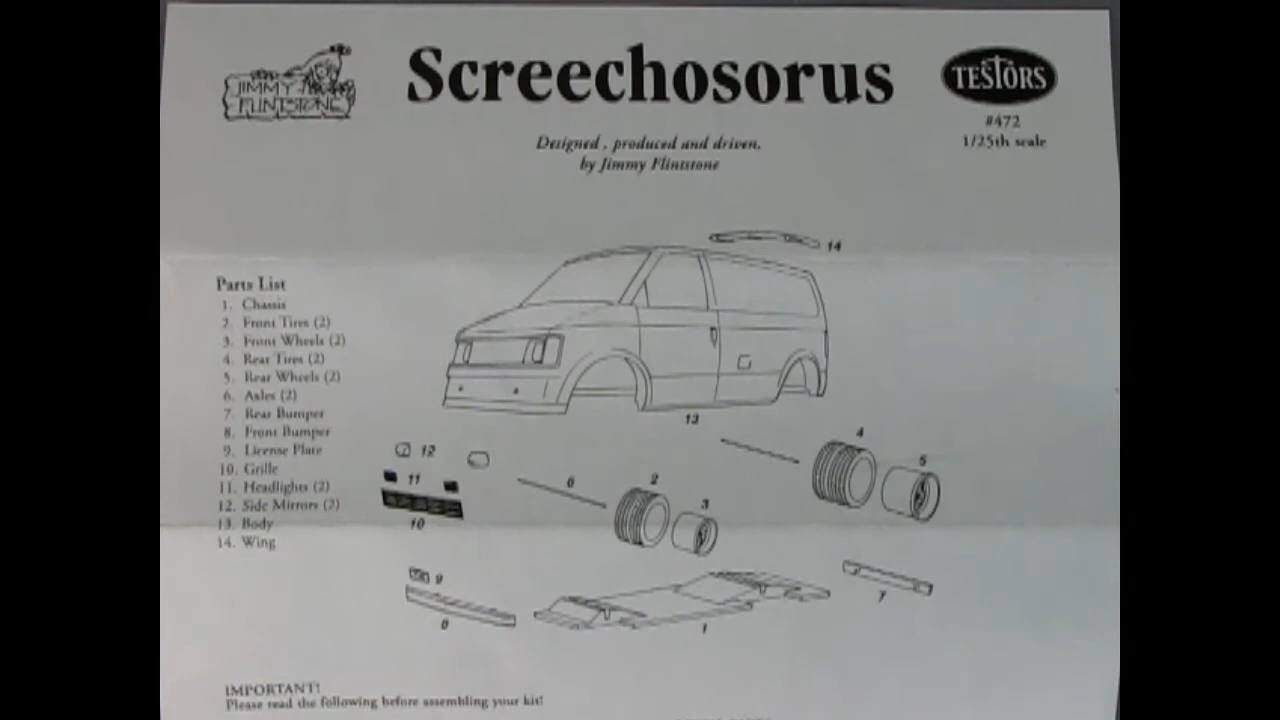 JIMMY
FLINTSTONE
Screechosorus
TESTORS
#472
1/25th scale
Designed , produced and driven,
by Jimmy Flintstone
Parts List
1. Chassis
2. Front Tires (2)
3. Front Wheels (2)
4. Rear Tires (2)
5. Rear Wheels (2)
6. Axles (2)
7. Rear Bumper
8. Front Bumper
9. License Plate
10. Grille
11. Headlights (2)
12. Side Mirrors (2)
13. Body
14. Wing
14
13
12
11
10
6
2
3
4
5
9
8
1
7
IMPORTANT!
Please read the following before assembling your kit!